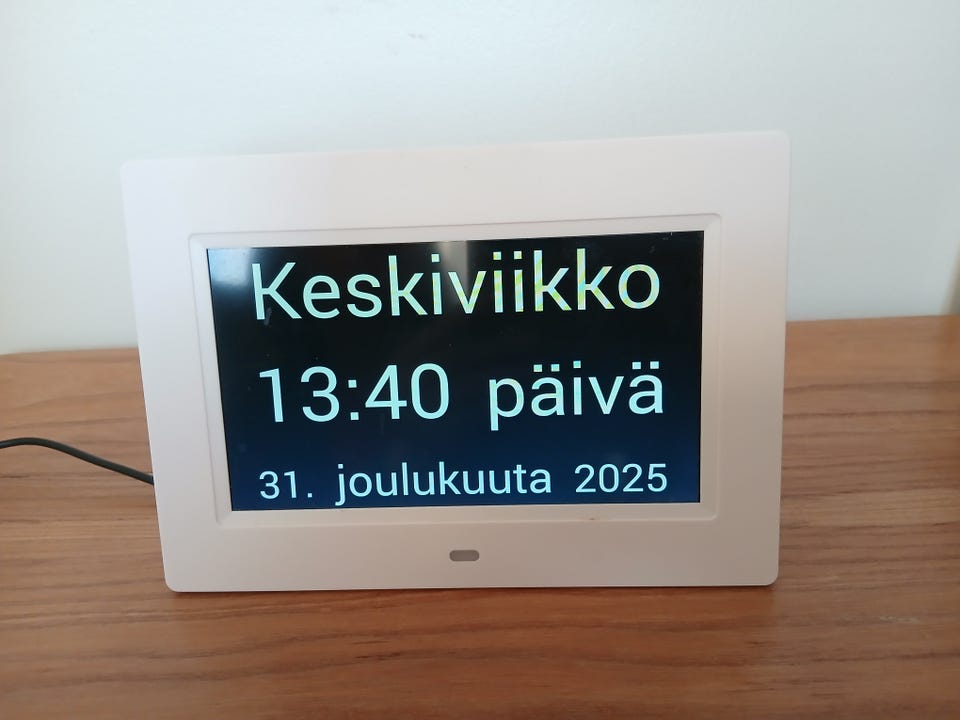 Keskiviikko
13:40 päivä
31. joulukuuta 2025